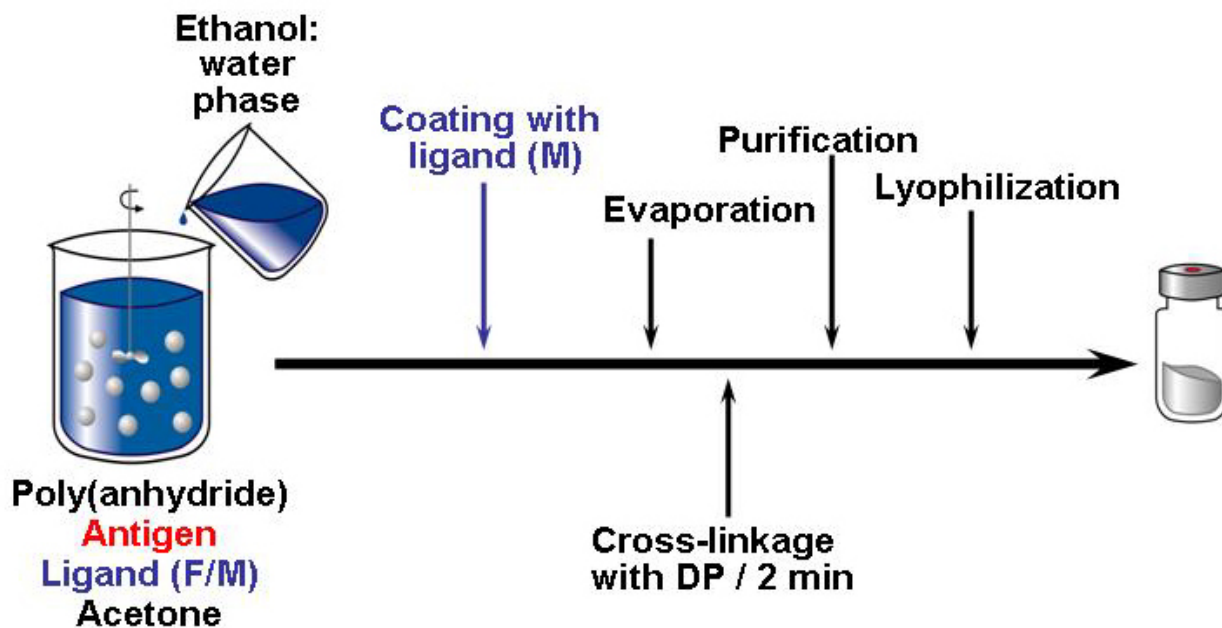 Ethanol:
water
phase
Coating with
ligand (M)
Purification
Evaporation
Lyophilization
Poly(anhydride)
Antigen
Ligand (F/M)
Acetone
Cross-linkage
with DP / 2 min